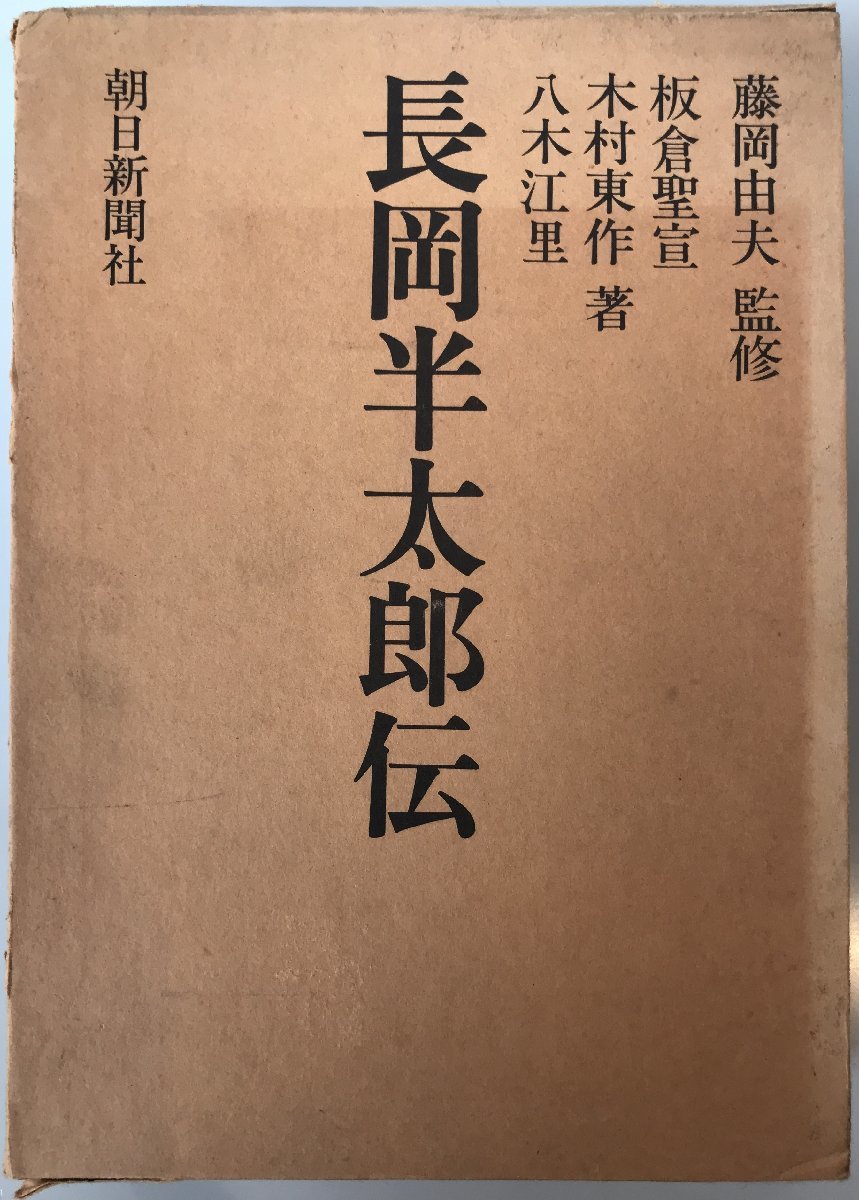 藤岡由夫 監修
板倉聖宣
木村東作 著
八木江里
長岡半太郎伝
朝日新聞社